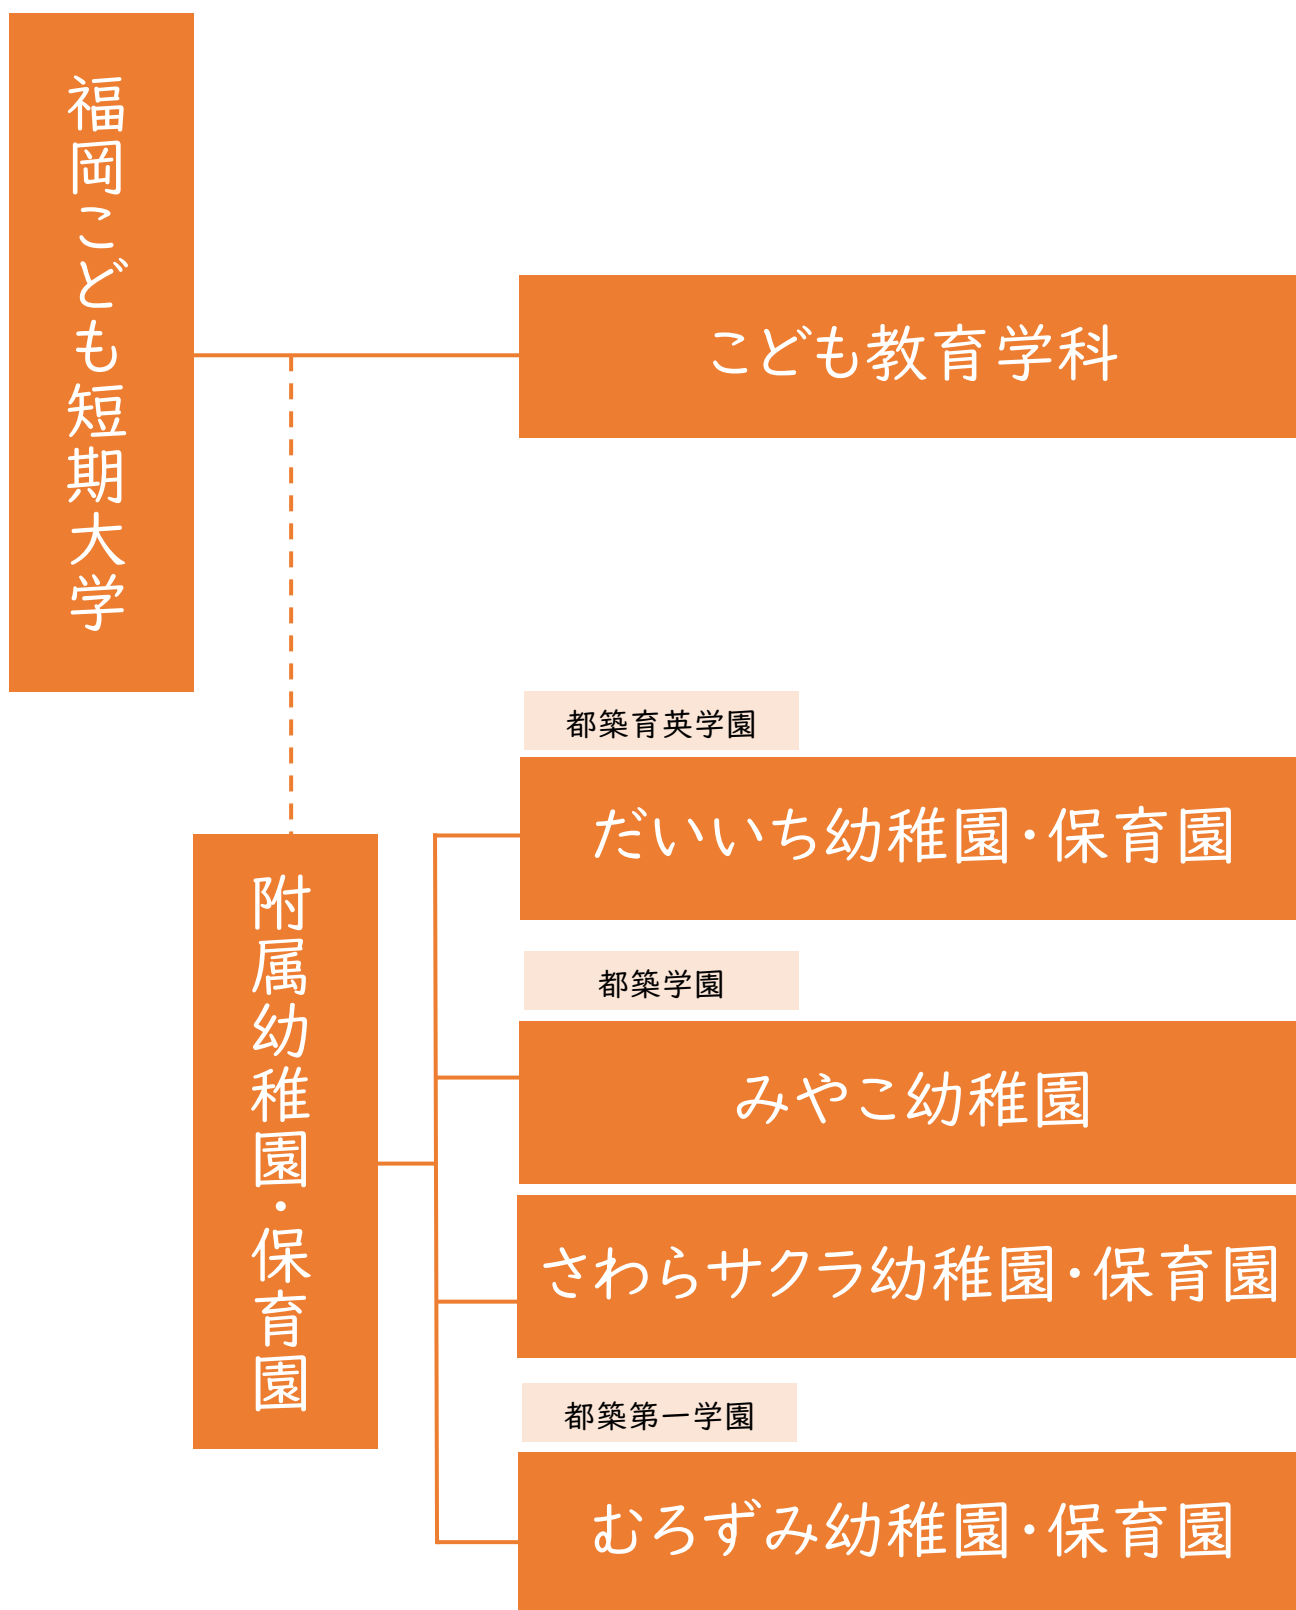 福岡こども短期大学
こども教育学科
附属幼稚園・保育園
都築育英学園
だいいち幼稚園・保育園
都築学園
みやこ幼稚園
さわらサクラ幼稚園・保育園
都築第一学園
むろずみ幼稚園・保育園